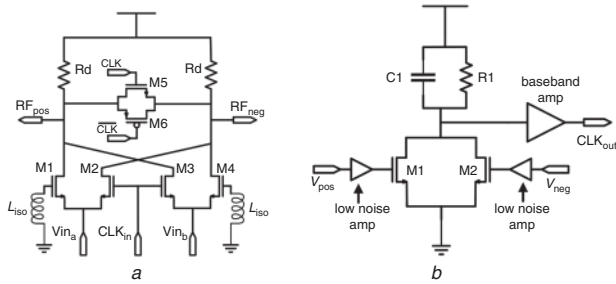 Rd
CLK
Rd
M5
RFpos
RFneg
CLK
M6
M1
M2
M3
M4
Liso
Liso
Vina
CLKin
Vinb
a
C1
R1
baseband
amp
CLKout
Vpos
M1
M2
Vneg
low noise
amp
low noise
amp
b